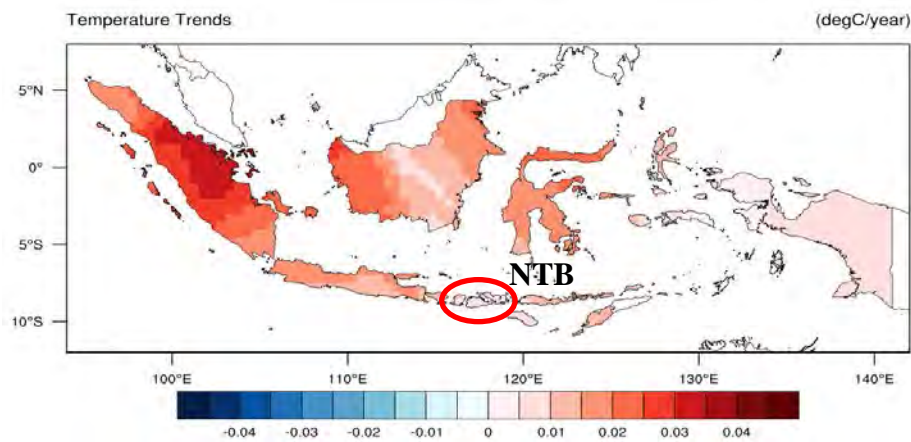 Temperature Trends (degC/year)
5°N
0°
5°S
NTB
10°S
100°E 110°E 120°E 130°E 140°E
-0.04 -0.03 -0.02 -0.01 0 0.01 0.02 0.03 0.04